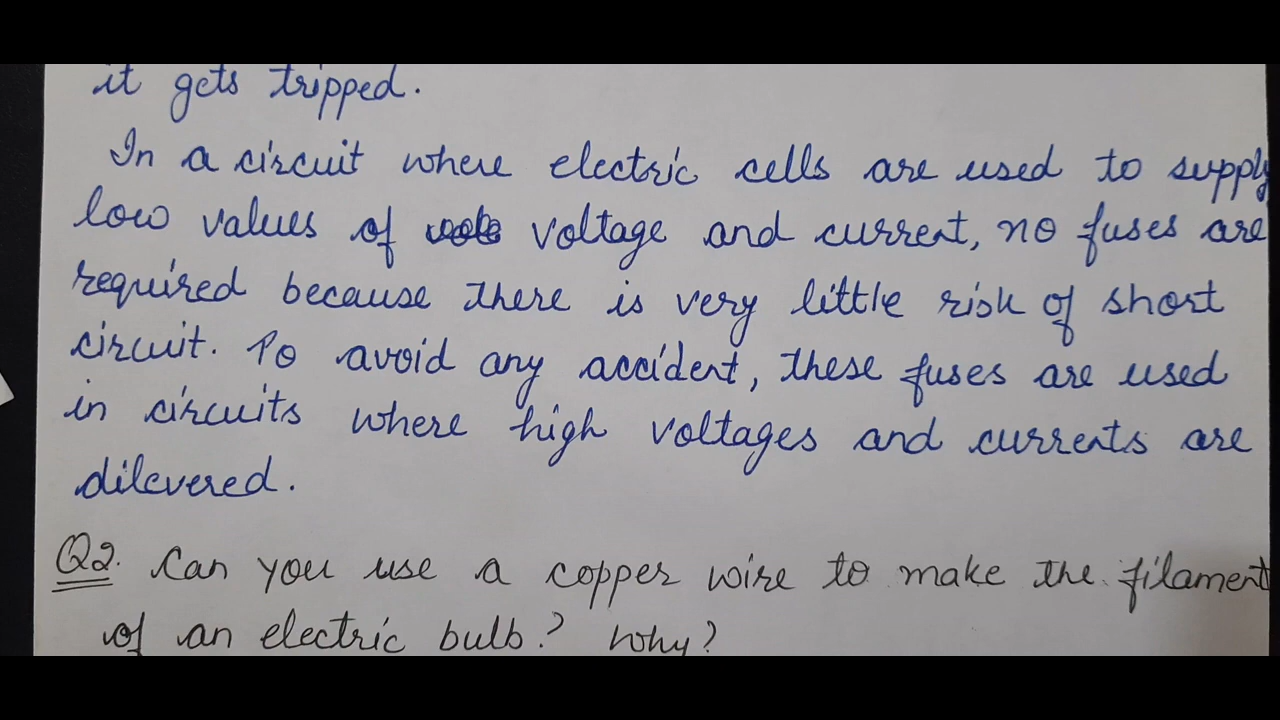 it gets tripped.
In a circuit where electric cells are used to supply
low values of voltage and current, no fuses are
required because there is very little risk of short
circuit. To avoid any accident, these fuses are used
in circuits where high voltages and currents are
dilevered.
Q2. Can you use a copper wire to make the filament
of an electric bulb? Why?